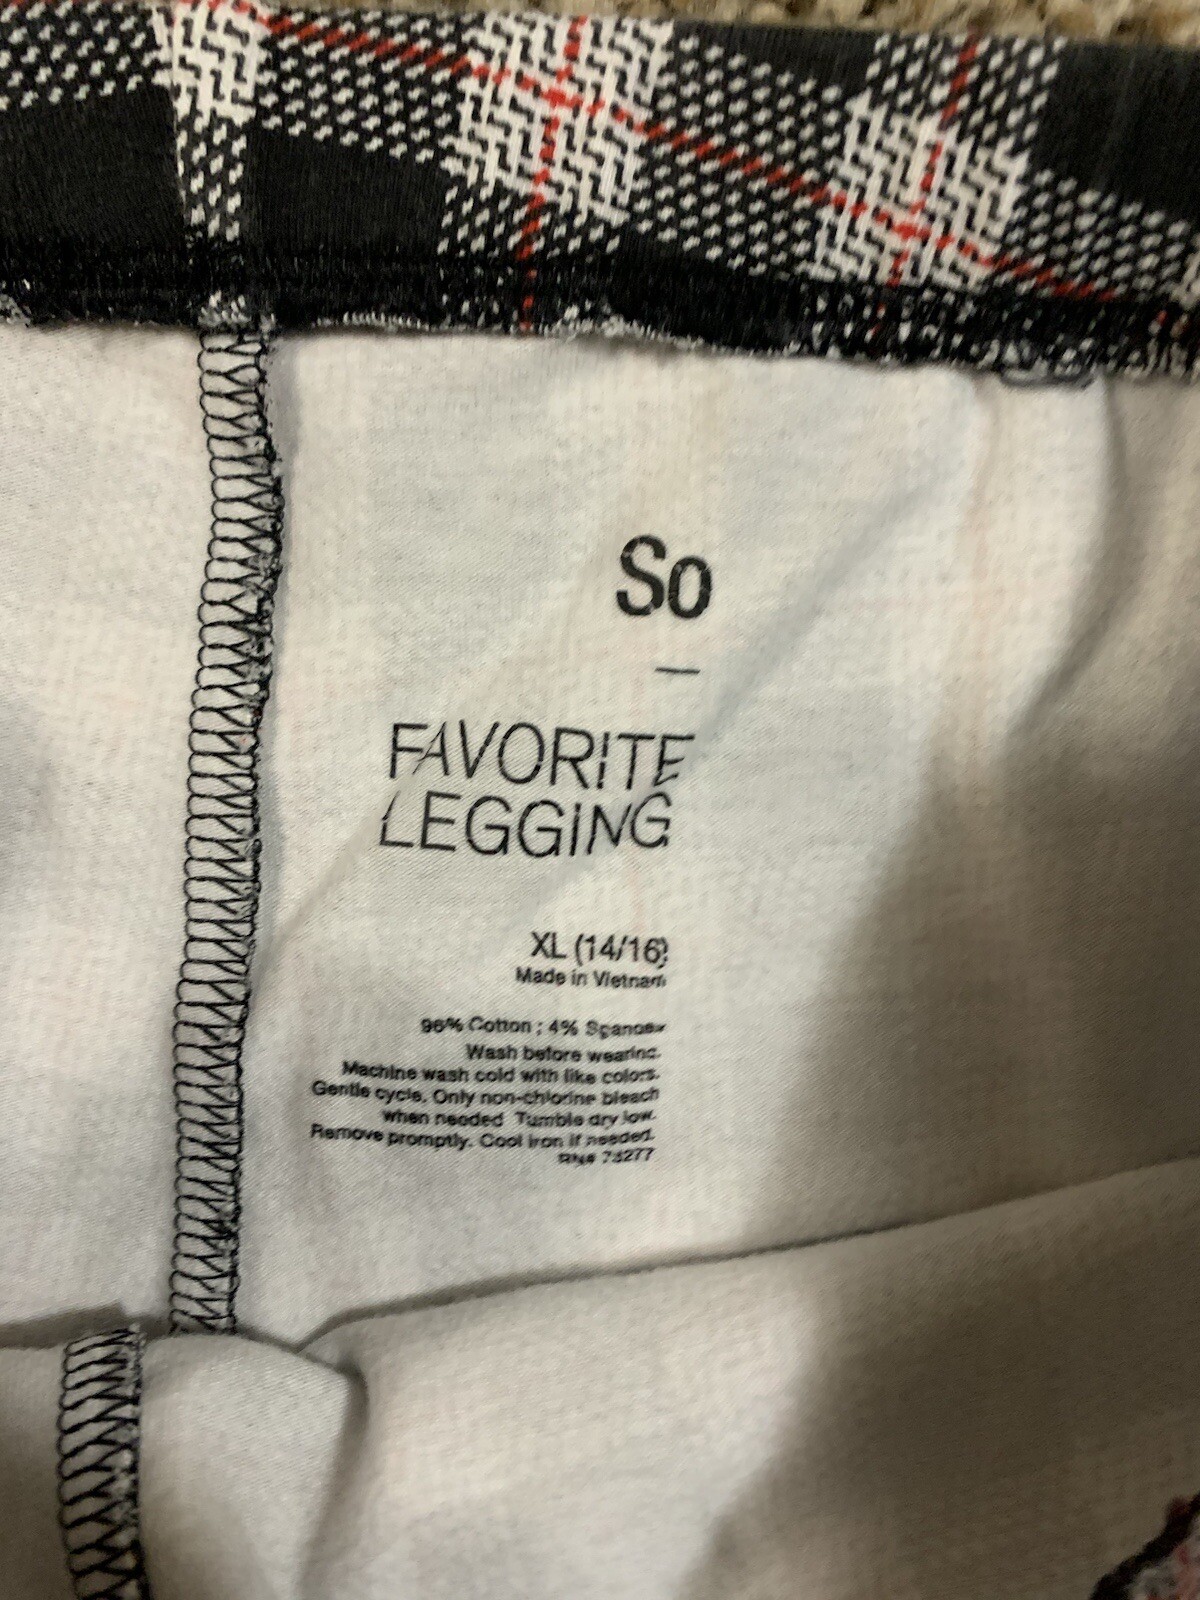 So
—
FAVORITE
LEGGING
XL (14/16)
Made in Vietnam
96% Cotton ; 4% Spandex
Wash before wearing.
Machine wash cold with like colors.
Gentle cycle. Only non-chlorine bleach
when needed Tumble dry low.
Remove promptly. Cool iron if needed.
RN# 73277